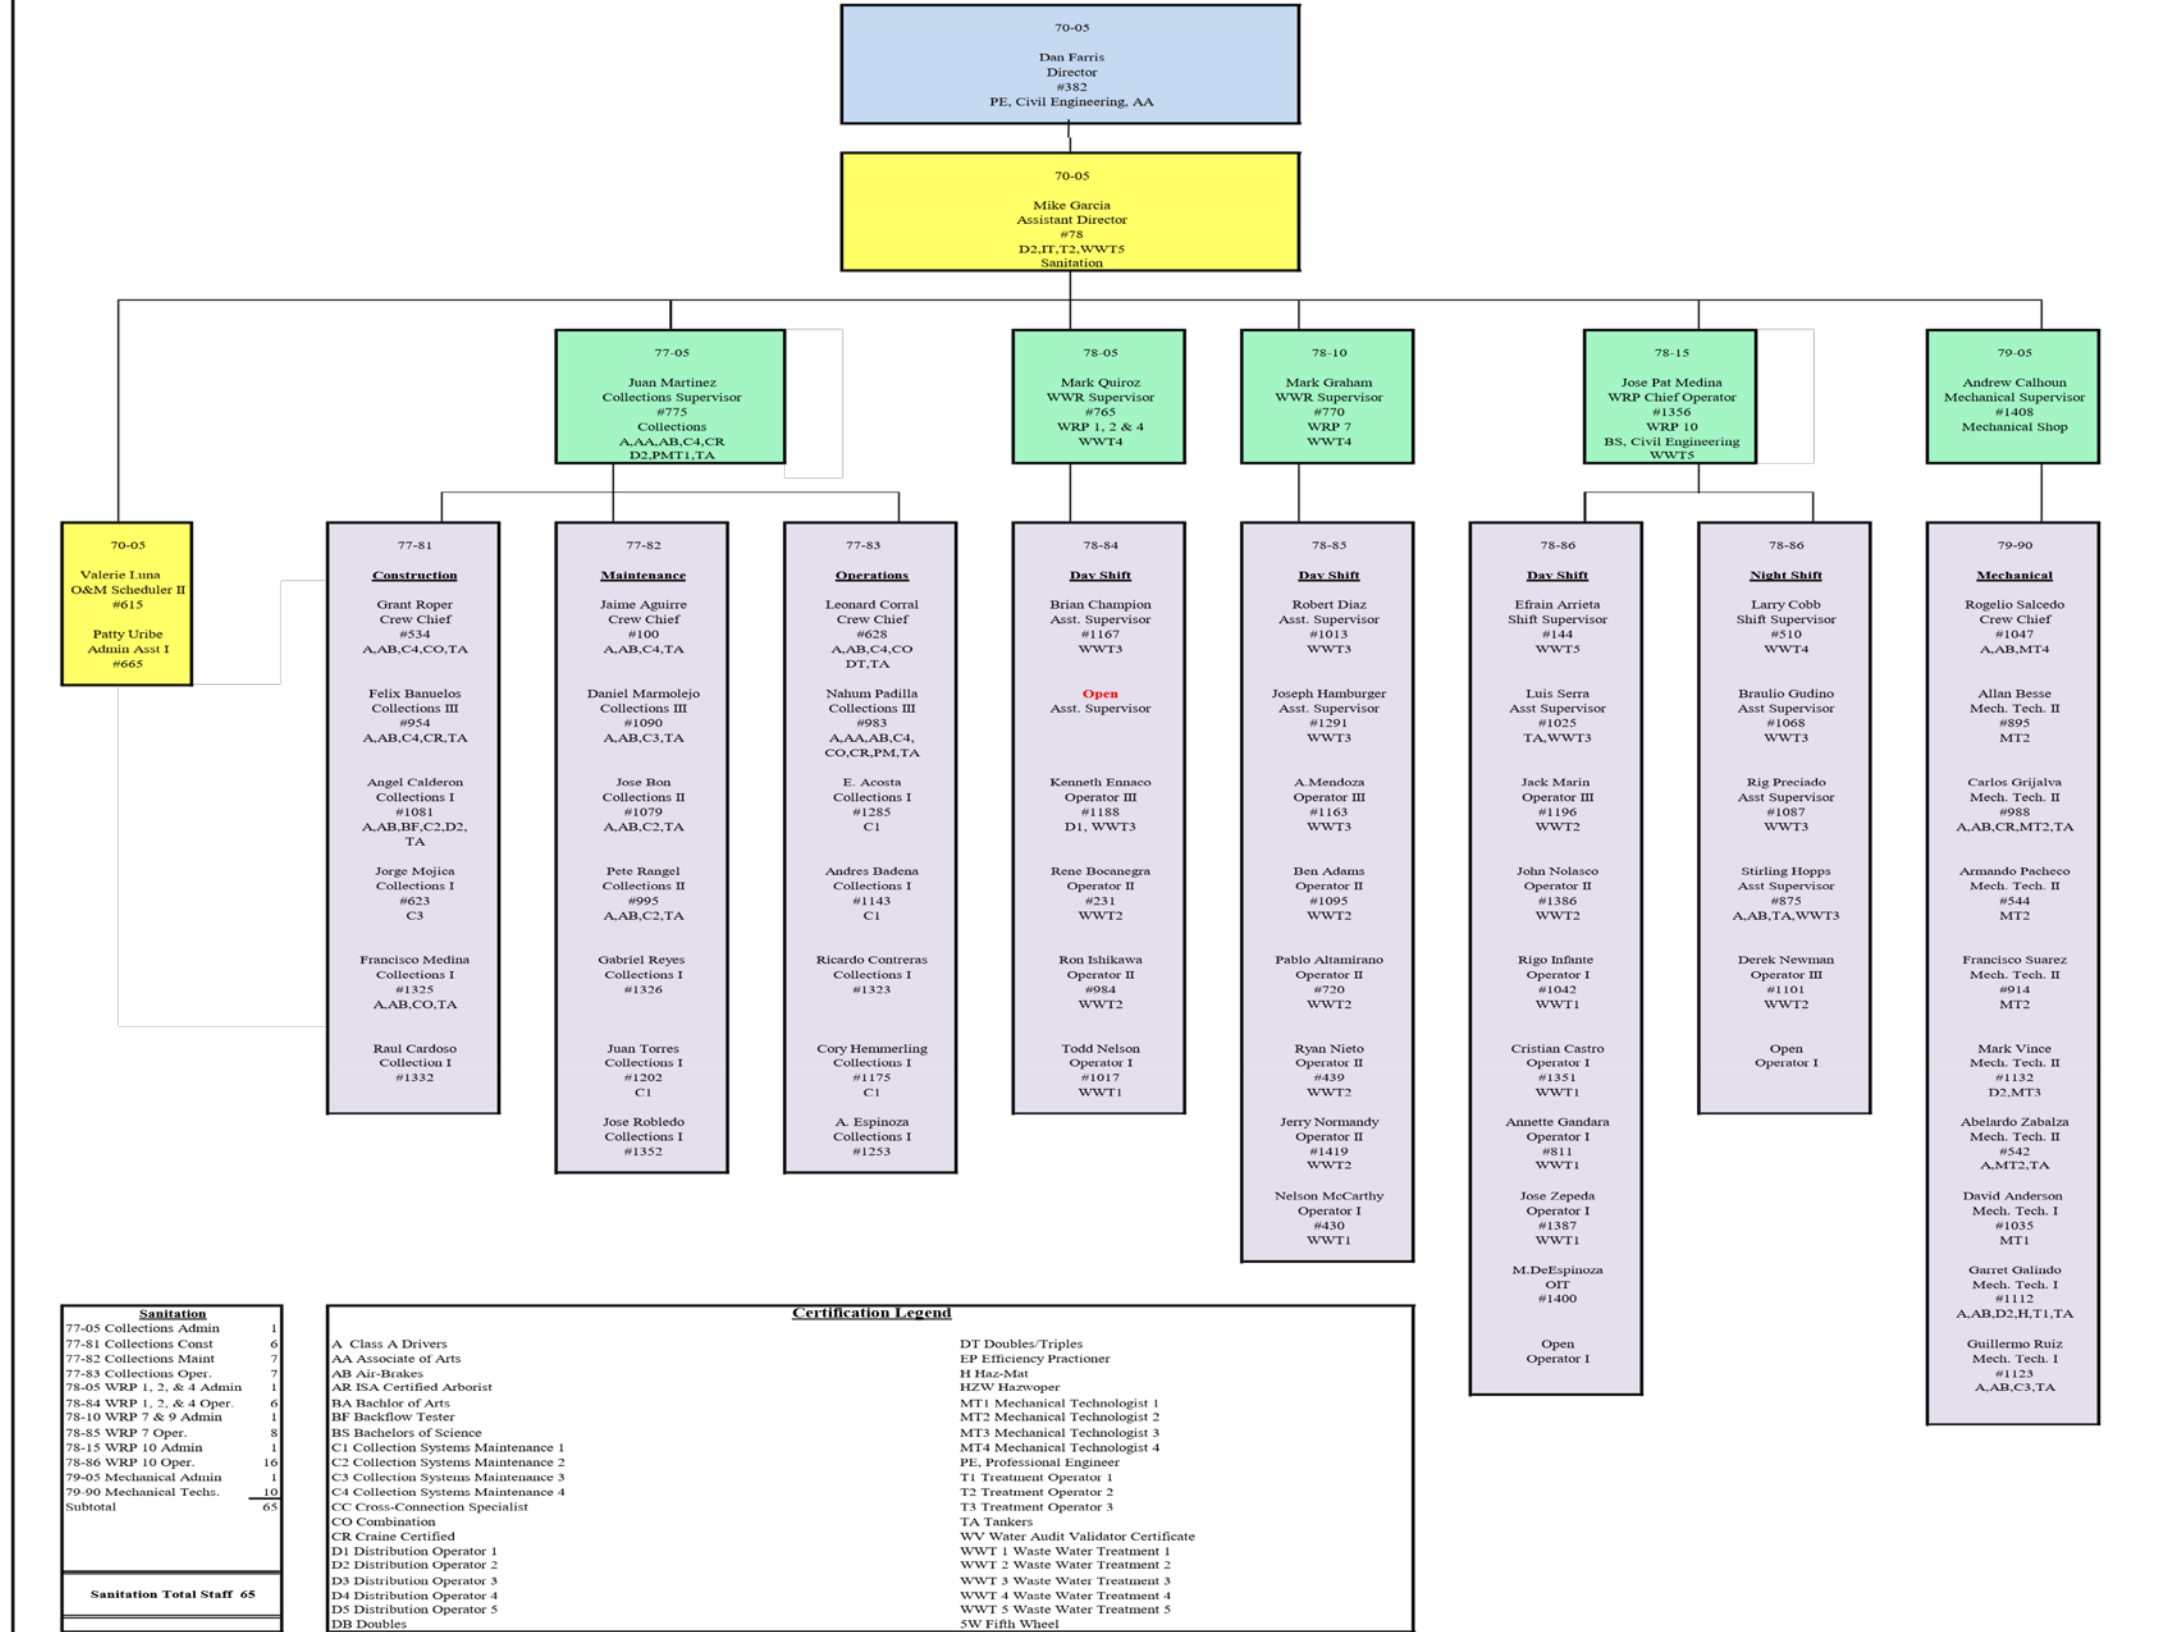 70-05
Dan Farris
Director
#382
PE, Civil Engineering, AA
70-05
Mike Garcia
Assistant Director
#78
D2,IT,T2,WWT5
Sanitation
77-05
Juan Martinez
Collections Supervisor
#775
Collections
A,AA,AB,C4,CR
D2,PMT1,TA
78-05
Mark Quiroz
WWR Supervisor
#765
WRP 1, 2 & 4
WWT4
78-10
Mark Graham
WWR Supervisor
#770
WRP 7
WWT4
78-15
Jose Pat Medina
WRP Chief Operator
#1356
WRP 10
BS, Civil Engineering
WWT5
79-05
Andrew Calhoun
Mechanical Supervisor
#1408
Mechanical Shop
70-05
Valerie Luna
O&M Scheduler II
#615
Patty Uribe
Admin Asst I
#665
77-81
Construction
Grant Roper
Crew Chief
#534
A,AB,C4,CO,TA
Felix Banuelos
Collections III
#954
A,AB,C4,CR,TA
Angel Calderon
Collections I
#1081
A,AB,BF,C2,D2,
TA
Jorge Mojica
Collections I
#623
C3
Francisco Medina
Collections I
#1325
A,AB,CO,TA
Raul Cardoso
Collection I
#1332
77-82
Maintenance
Jaime Aguirre
Crew Chief
#100
A,AB,C4,TA
Daniel Marmolejo
Collections III
#1090
A,AB,C3,TA
Jose Bon
Collections II
#1079
A,AB,C2,TA
Pete Rangel
Collections II
#995
A,AB,C2,TA
Gabriel Reyes
Collections I
#1326
Juan Torres
Collections I
#1202
C1
Jose Robledo
Collections I
#1352
77-83
Operations
Leonard Corral
Crew Chief
#628
A,AB,C4,CO
DT,TA
Nahum Padilla
Collections III
#983
A,AA,AB,C4,
CO,CR,PM,TA
E. Acosta
Collections I
#1285
C1
Andres Badena
Collections I
#1143
C1
Ricardo Contreras
Collections I
#1323
Cory Hemmerling
Collections I
#1175
C1
A. Espinoza
Collections I
#1253
78-84
Day Shift
Brian Champion
Asst. Supervisor
#1167
WWT3
Open
Asst. Supervisor
Kenneth Ennaco
Operator III
#1188
D1, WWT3
Rene Bocanegra
Operator II
#231
WWT2
Ron Ishikawa
Operator II
#984
WWT2
Todd Nelson
Operator I
#1017
WWT1
78-85
Day Shift
Robert Diaz
Asst. Supervisor
#1013
WWT3
Joseph Hamburger
Asst. Supervisor
#1291
WWT3
A.Mendoza
Operator III
#1163
WWT3
Ben Adams
Operator II
#1095
WWT2
Pablo Altamirano
Operator II
#720
WWT2
Ryan Nieto
Operator II
#439
WWT2
Jerry Normandy
Operator II
#1419
WWT2
Nelson McCarthy
Operator I
#430
WWT1
78-86
Day Shift
Efrain Arrieta
Shift Supervisor
#144
WWT5
Luis Serra
Asst Supervisor
#1025
TA,WWT3
Jack Marin
Operator III
#1196
WWT2
John Nolasco
Operator II
#1386
WWT2
Rigo Infante
Operator I
#1042
WWT1
Cristian Castro
Operator I
#1351
WWT1
Annette Gandara
Operator I
#811
WWT1
Jose Zepeda
Operator I
#1387
WWT1
M.DeEspinoza
OIT
#1400
Open
Operator I
78-86
Night Shift
Larry Cobb
Shift Supervisor
#510
WWT4
Braulio Gudino
Asst Supervisor
#1068
WWT3
Rig Preciado
Asst Supervisor
#1087
WWT3
Stirling Hopps
Asst Supervisor
#875
A,AB,TA,WWT3
Derek Newman
Operator III
#1101
WWT2
Open
Operator I
79-90
Mechanical
Rogelio Salcedo
Crew Chief
#1047
A,AB,MT4
Allan Besse
Mech. Tech. II
#895
MT2
Carlos Grijalva
Mech. Tech. II
#988
A,AB,CR,MT2,TA
Armando Pacheco
Mech. Tech. II
#544
MT2
Francisco Suarez
Mech. Tech. II
#914
MT2
Mark Vince
Mech. Tech. II
#1132
D2,MT3
Abelardo Zabalza
Mech. Tech. II
#542
A,MT2,TA
David Anderson
Mech. Tech. I
#1035
MT1
Garret Galindo
Mech. Tech. I
#1112
A,AB,D2,H,T1,TA
Guillermo Ruiz
Mech. Tech. I
#1123
A,AB,C3,TA
Sanitation
77-05 Collections Admin 1
77-81 Collections Const 6
77-82 Collections Maint 7
77-83 Collections Oper. 7
78-05 WRP 1, 2, & 4 Admin 1
78-84 WRP 1, 2, & 4 Oper. 6
78-10 WRP 7 & 9 Admin 1
78-85 WRP 7 Oper. 8
78-15 WRP 10 Admin 1
78-86 WRP 10 Oper. 16
79-05 Mechanical Admin 1
79-90 Mechanical Techs. 10
Subtotal 65
Sanitation Total Staff 65
Certification Legend
A Class A Drivers
AA Associate of Arts
AB Air-Brakes
AR ISA Certified Arborist
BA Bachlor of Arts
BF Backflow Tester
BS Bachelors of Science
C1 Collection Systems Maintenance 1
C2 Collection Systems Maintenance 2
C3 Collection Systems Maintenance 3
C4 Collection Systems Maintenance 4
CC Cross-Connection Specialist
CO Combination
CR Craine Certified
D1 Distribution Operator 1
D2 Distribution Operator 2
D3 Distribution Operator 3
D4 Distribution Operator 4
D5 Distribution Operator 5
DB Doubles
DT Doubles/Triples
EP Efficiency Practioner
H Haz-Mat
HZW Hazwoper
MT1 Mechanical Technologist 1
MT2 Mechanical Technologist 2
MT3 Mechanical Technologist 3
MT4 Mechanical Technologist 4
PE, Professional Engineer
T1 Treatment Operator 1
T2 Treatment Operator 2
T3 Treatment Operator 3
TA Tankers
WV Water Audit Validator Certificate
WWT 1 Waste Water Treatment 1
WWT 2 Waste Water Treatment 2
WWT 3 Waste Water Treatment 3
WWT 4 Waste Water Treatment 4
WWT 5 Waste Water Treatment 5
5W Fifth Wheel